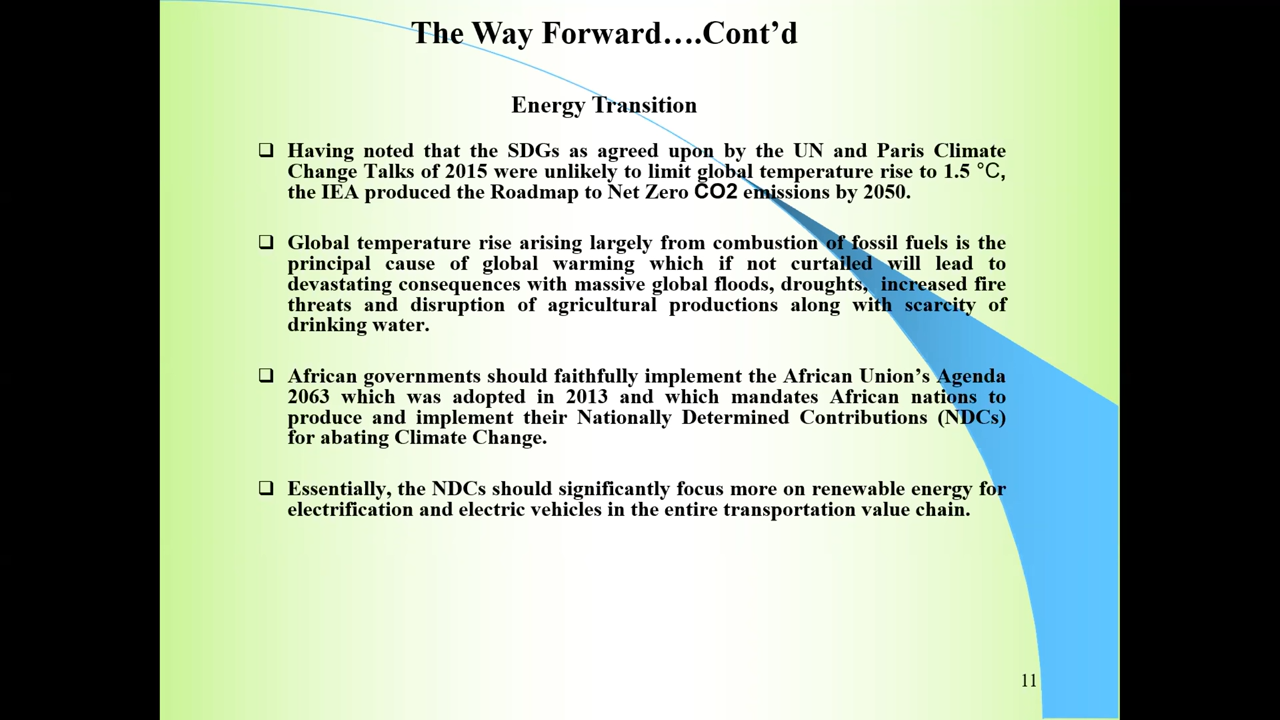 The Way Forward….Cont’d
Energy Transition
❑ Having noted that the SDGs as agreed upon by the UN and Paris Climate
Change Talks of 2015 were unlikely to limit global temperature rise to 1.5 °C,
the IEA produced the Roadmap to Net Zero CO2 emissions by 2050.
❑ Global temperature rise arising largely from combustion of fossil fuels is the
principal cause of global warming which if not curtailed will lead to
devastating consequences with massive global floods, droughts, increased fire
threats and disruption of agricultural productions along with scarcity of
drinking water.
❑ African governments should faithfully implement the African Union’s Agenda
2063 which was adopted in 2013 and which mandates African nations to
produce and implement their Nationally Determined Contributions (NDCs)
for abating Climate Change.
❑ Essentially, the NDCs should significantly focus more on renewable energy for
electrification and electric vehicles in the entire transportation value chain.
11